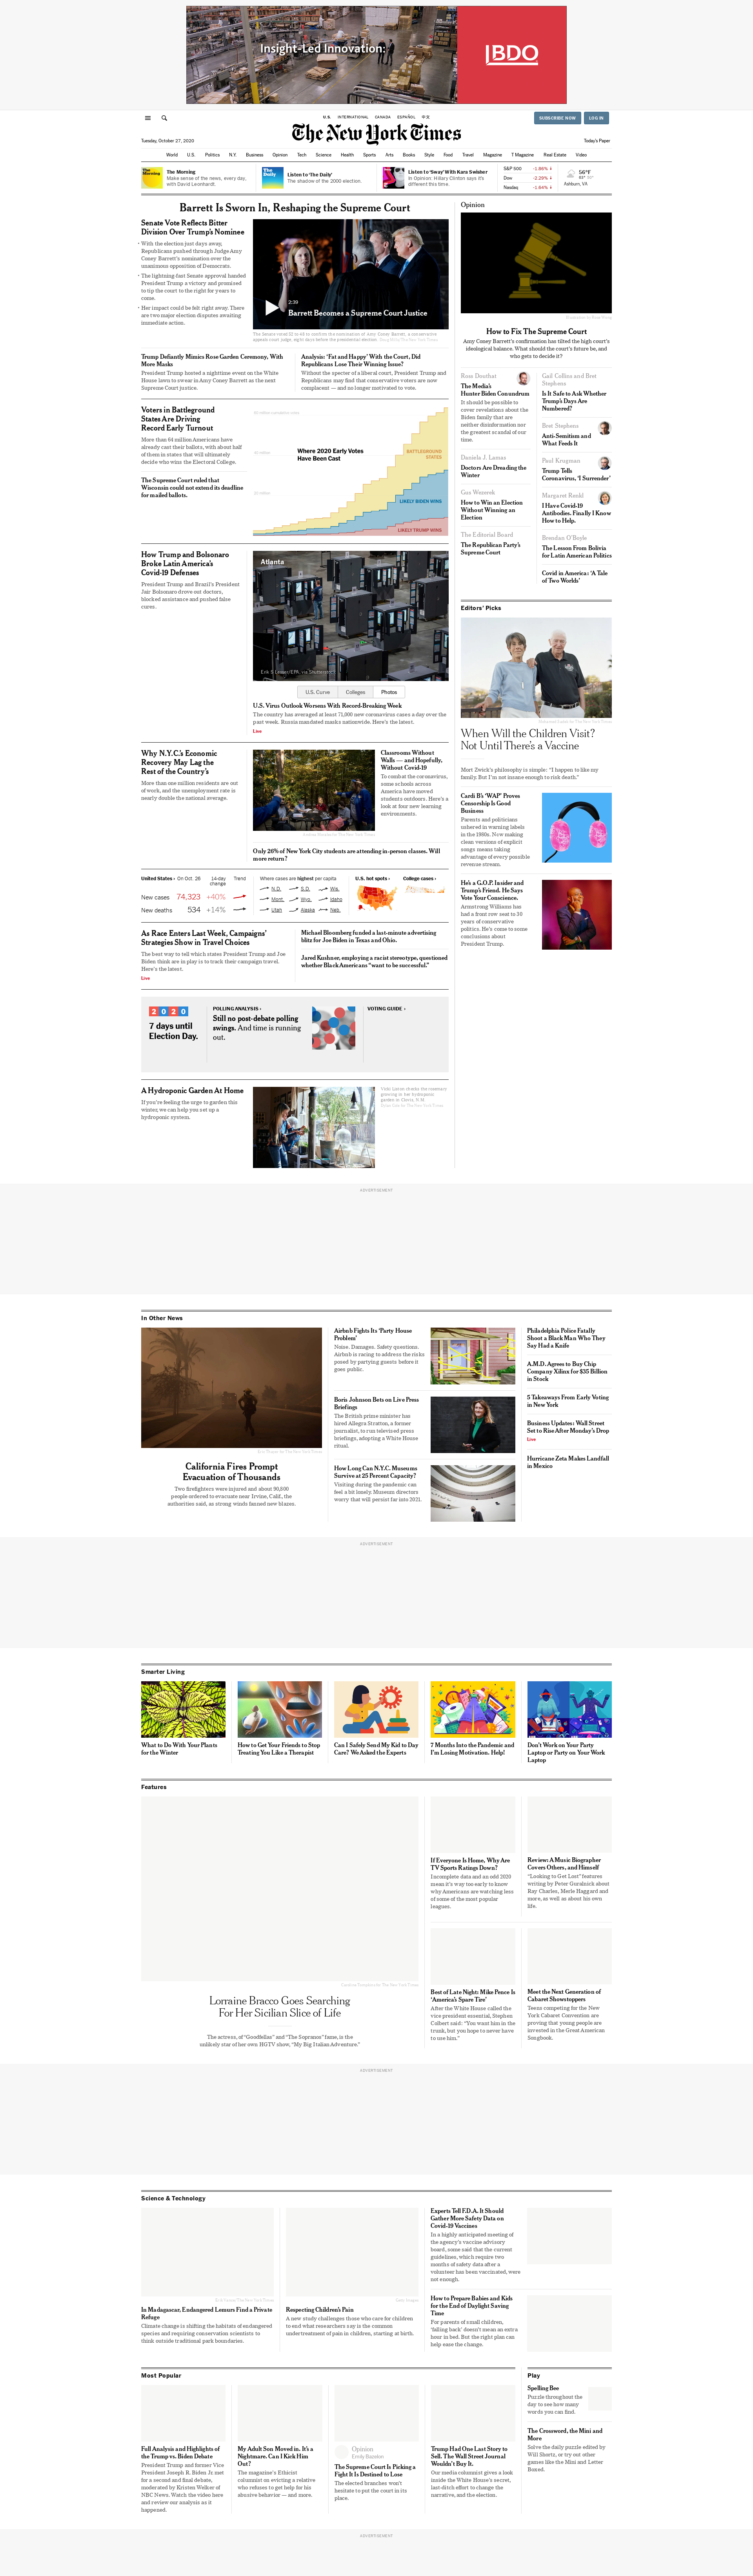 Insight-Led Innovation.
IBDO
U.S.
INTERNATIONAL
CANADA
ESPAÑOL
中文
SUBSCRIBE NOW
LOG IN
The New York Times
Tuesday, October 27, 2020
Today's Paper
World U.S. Politics N.Y. Business Opinion Tech Science Health Sports Arts Books Style Food Travel Magazine T Magazine Real Estate Video
The Morning
Make sense of the news, every day,
with David Leonhardt.
Listen to 'The Daily'
The shadow of the 2000 election.
Listen to 'Sway' With Kara Swisher
In Opinion: Hillary Clinton says it's
different this time.
S&P 500 -1.86% ↓
Dow -2.29% ↓
Nasdaq -1.64% ↓
56°F
Ashburn, VA
Barrett Is Sworn In, Reshaping the Supreme Court
Senate Vote Reflects Bitter
Division Over Trump's Nominee
• With the election just days away,
Republicans pushed through Judge Amy
Coney Barrett's nomination over the
unanimous opposition of Democrats.
• The lightning-fast Senate approval handed
President Trump a victory and promised
to tip the court to the right for years to
come.
• Her impact could be felt right away. There
are two major election disputes awaiting
immediate action.
2:39
Barrett Becomes a Supreme Court Justice
The Senate voted 52 to 48 to confirm the nomination of Amy Coney Barrett, a conservative
appeals court judge, eight days before the presidential election.
Trump Defiantly Mimics Rose Garden Ceremony, With
More Masks
President Trump hosted a nighttime event on the White
House lawn to swear in Amy Coney Barrett as the next
Supreme Court justice.
Analysis: 'Fat and Happy' With the Court, Did
Republicans Lose Their Winning Issue?
Without the specter of a liberal court, President Trump and
Republicans may find that conservative voters are now
complacent — and no longer motivated to vote.
Voters in Battleground
States Are Driving
Record Early Turnout
More than 64 million Americans have
already cast their ballots, with about half
of them in states that will ultimately
decide who wins the Electoral College.
The Supreme Court ruled that
Wisconsin could not extend its deadline
for mailed ballots.
Where 2020 Early Votes
Have Been Cast
BATTLEGROUND
STATES
LIKELY BIDEN WINS
LIKELY TRUMP WINS
How Trump and Bolsonaro
Broke Latin America's
Covid-19 Defenses
President Trump and Brazil's President
Jair Bolsonaro drove out doctors,
blocked assistance and pushed false
cures.
Atlanta
Erik S Lesser/EPA, via Shutterstock
U.S. Curve
Colleges
Photos
U.S. Virus Outlook Worsens With Record-Breaking Week
The country has averaged at least 71,000 new coronavirus cases a day over the
past week. Russia mandated masks nationwide. Here's the latest.
Live
Why N.Y.C.'s Economic
Recovery May Lag the
Rest of the Country's
More than one million residents are out
of work, and the unemployment rate is
nearly double the national average.
Classrooms Without
Walls — and Hopefully,
Without Covid-19
To combat the coronavirus,
some schools across
America have moved
students outdoors. Here's a
look at four new learning
environments.
Only 26% of New York City students are attending in-person classes. Will
more return?
United States › On Oct. 26 14-day
change Trend
New cases 74,323 +40%
New deaths 534 +14%
Where cases are highest per capita
N.D. S.D. Wis.
Mont. Wyo. Idaho
Utah Alaska Neb.
U.S. hot spots ›
College cases ›
As Race Enters Last Week, Campaigns'
Strategies Show in Travel Choices
The best way to tell which states President Trump and Joe
Biden think are in play is to track their campaign travel.
Here's the latest.
Live
Michael Bloomberg funded a last-minute advertising
blitz for Joe Biden in Texas and Ohio.
Jared Kushner, employing a racist stereotype, questioned
whether Black Americans "want to be successful."
2020
7 days until
Election Day.
POLLING ANALYSIS ›
Still no post-debate polling
swings. And time is running
out.
VOTING GUIDE ›
A Hydroponic Garden At Home
If you're feeling the urge to garden this
winter, we can help you set up a
hydroponic system.
Opinion
How to Fix The Supreme Court
Amy Coney Barrett's confirmation has tilted the high court's
ideological balance. What should the court's future be, and
who gets to decide it?
Ross Douthat
The Media's
Hunter Biden Conundrum
It should be possible to
cover revelations about the
Biden family that are
neither disinformation nor
the greatest scandal of our
time.
Daniela J. Lamas
Doctors Are Dreading the
Winter
Gus Wezerek
How to Win an Election
Without Winning an
Election
The Editorial Board
The Republican Party's
Supreme Court
Gail Collins and Bret
Stephens
Is It Safe to Ask Whether
Trump's Days Are
Numbered?
Bret Stephens
Anti-Semitism and
What Feeds It
Paul Krugman
Trump Tells
Coronavirus, 'I Surrender'
Margaret Renkl
I Have Covid-19
Antibodies. Finally I Know
How to Help.
Brendan O'Boyle
The Lesson From Bolivia
for Latin American Politics
Covid in America: 'A Tale
of Two Worlds'
Editors' Picks
When Will the Children Visit?
Not Until There's a Vaccine
Mort Zwick's philosophy is simple: "I happen to like my
family. But I'm not insane enough to risk death."
Cardi B's 'WAP' Proves
Censorship Is Good
Business
Parents and politicians
ushered in warning labels
in the 1980s. Now making
clean versions of explicit
songs means taking
advantage of every possible
revenue stream.
He's a G.O.P. Insider and
Trump's Friend. He Says
Vote Your Conscience.
Armstrong Williams has
had a front row seat to 50
years of conservative
politics. He's come to some
conclusions about
President Trump.
ADVERTISEMENT
In Other News
California Fires Prompt
Evacuation of Thousands
Two firefighters were injured and about 90,800
people ordered to evacuate near Irvine, Calif., the
authorities said, as strong winds fanned new blazes.
Airbnb Fights Its 'Party House
Problem'
Noise. Damages. Safety questions.
Airbnb is racing to address the risks
posed by partying guests before it
goes public.
Boris Johnson Bets on Live Press
Briefings
The British prime minister has
hired Allegra Stratton, a former
journalist, to run televised press
briefings, adopting a White House
ritual.
How Long Can N.Y.C. Museums
Survive at 25 Percent Capacity?
Visiting during the pandemic can
feel a bit lonely. Museum directors
worry that will persist far into 2021.
Philadelphia Police Fatally
Shoot a Black Man Who They
Say Had a Knife
A.M.D. Agrees to Buy Chip
Company Xilinx for $35 Billion
in Stock
5 Takeaways From Early Voting
in New York
Business Updates: Wall Street
Set to Rise After Monday's Drop
Live
Hurricane Zeta Makes Landfall
in Mexico
ADVERTISEMENT
Smarter Living
What to Do With Your Plants
for the Winter
How to Get Your Friends to Stop
Treating You Like a Therapist
Can I Safely Send My Kid to Day
Care? We Asked the Experts
7 Months Into the Pandemic and
I'm Losing Motivation. Help!
Don't Work on Your Party
Laptop or Party on Your Work
Laptop
Features
Lorraine Bracco Goes Searching
For Her Sicilian Slice of Life
The actress, of "Goodfellas" and "The Sopranos" fame, is the
unlikely star of her own HGTV show, "My Big Italian Adventure."
If Everyone Is Home, Why Are
TV Sports Ratings Down?
Incomplete data and an odd 2020
mean it's way too early to know
why Americans are watching less
of some of the most popular
leagues.
Review: A Music Biographer
Covers Others, and Himself
"Looking to Get Lost" features
writing by Peter Guralnick about
Ray Charles, Merle Haggard and
more, as well as about his own
life.
Best of Late Night: Mike Pence Is
'America's Spare Tire'
After the White House called the
vice president essential, Stephen
Colbert said: "You want him in the
trunk, but you hope to never have
to use him."
Meet the Next Generation of
Cabaret Showstoppers
Teens competing for the New
York Cabaret Convention are
proving that young people are
invested in the Great American
Songbook.
ADVERTISEMENT
Science & Technology
In Madagascar, Endangered Lemurs Find a Private
Refuge
Climate change is shifting the habitats of endangered
species and requiring conservation scientists to
think outside traditional park boundaries.
Respecting Children's Pain
A new study challenges those who care for children
to end what researchers say is the common
undertreatment of pain in children, starting at birth.
Experts Tell F.D.A. It Should
Gather More Safety Data on
Covid-19 Vaccines
In a highly anticipated meeting of
the agency's vaccine advisory
board, some said that the current
guidelines, which require two
months of safety data after a
volunteer has been vaccinated, were
not enough.
How to Prepare Babies and Kids
for the End of Daylight Saving
Time
For parents of small children,
'falling back' doesn't mean an extra
hour in bed. But the right plan can
help ease the change.
Most Popular
Full Analysis and Highlights of
the Trump vs. Biden Debate
President Trump and former Vice
President Joseph R. Biden Jr. met
for a second and final debate,
moderated by Kristen Welker of
NBC News. Watch the video here
and review our analysis as it
happened.
My Adult Son Moved in. It's a
Nightmare. Can I Kick Him
Out?
The magazine's Ethicist
columnist on evicting a relative
who refuses to get help for his
abusive behavior — and more.
Opinion
Emily Bazelon
The Supreme Court Is Picking a
Fight It Is Destined to Lose
The elected branches won't
hesitate to put the court in its
place.
Trump Had One Last Story to
Sell. The Wall Street Journal
Wouldn't Buy It.
Our media columnist gives a look
inside the White House's secret,
last-ditch effort to change the
narrative, and the election.
Play
Spelling Bee
Puzzle throughout the
day to see how many
words you can find.
The Crossword, the Mini and
More
Solve the daily puzzle edited by
Will Shortz, or try out other
games like the Mini and Letter
Boxed.
ADVERTISEMENT